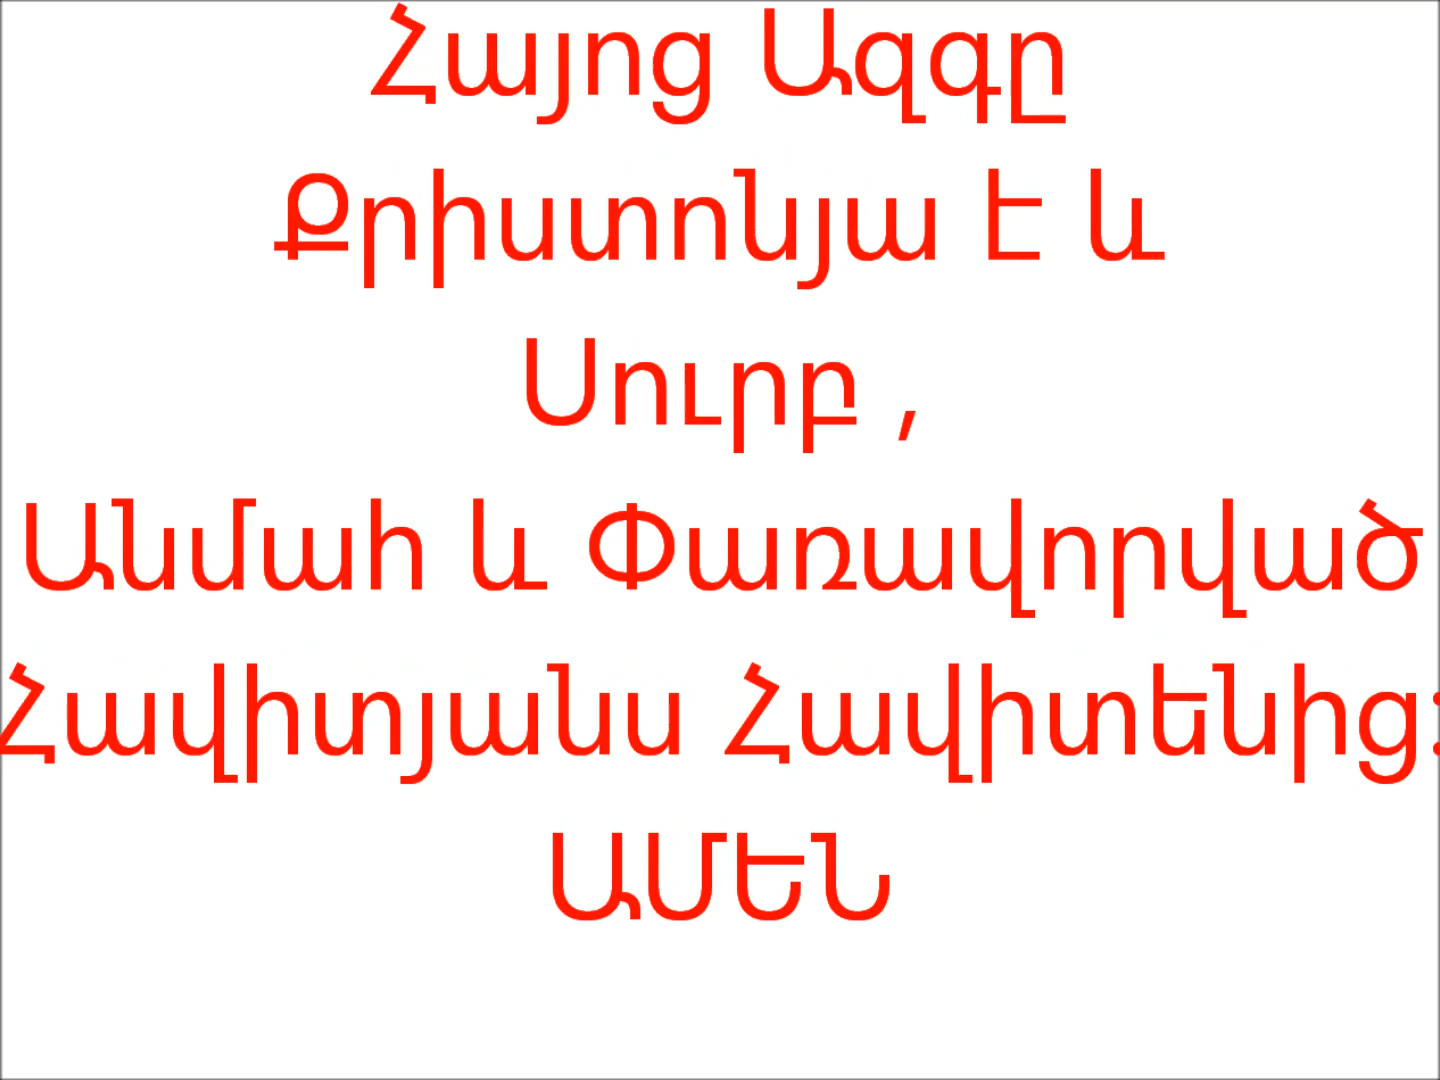 Հայոց Ազգը
Քրիստոնյա է և
Սուրբ ,
Անմահ և Փառավորված
Հավիտյանս Հավիտենից:
ԱՄԵՆ